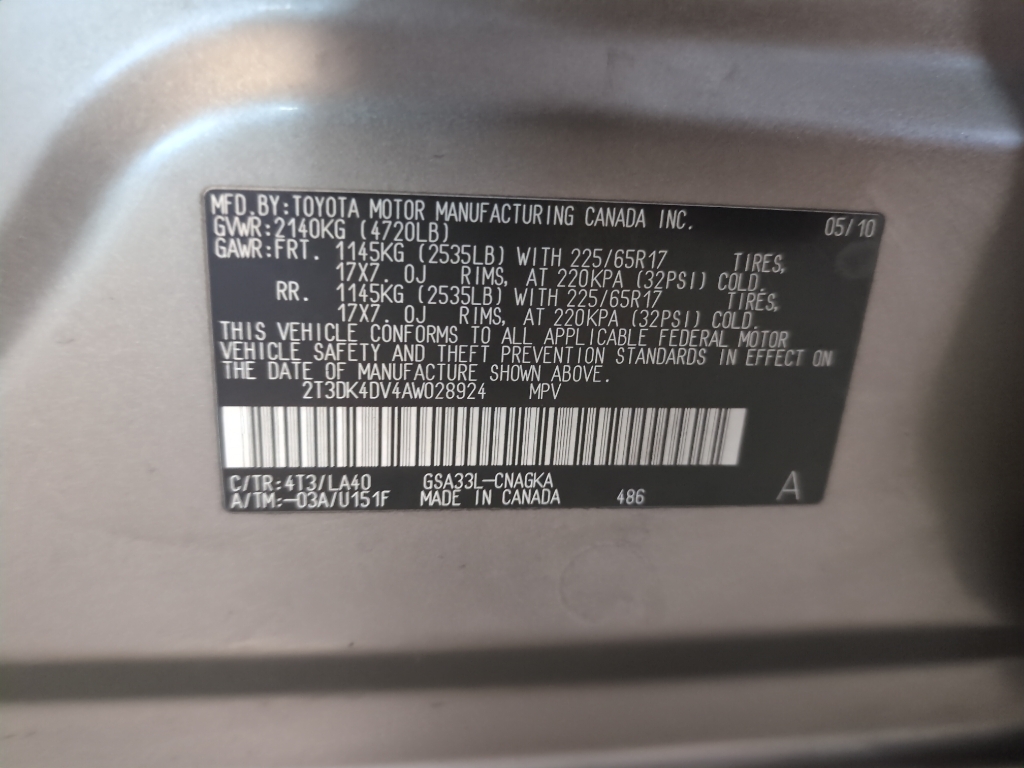 MFD.BY:TOYOTA MOTOR MANUFACTURING CANADA INC. 05/10
GVWR:2140KG (4720LB)
GAWR:FRT. 1145KG (2535LB) WITH 225/65R17 TIRES,
17X7. 0J RIMS, AT 220KPA (32PSI) COLD.
RR. 1145KG (2535LB) WITH 225/65R17 TIRES,
17X7. 0J RIMS, AT 220KPA (32PSI) COLD.
THIS VEHICLE CONFORMS TO ALL APPLICABLE FEDERAL MOTOR
VEHICLE SAFETY AND THEFT PREVENTION STANDARDS IN EFFECT ON
THE DATE OF MANUFACTURE SHOWN ABOVE.
2T3DK4DV4AW028924 MPV
C/TR:4T3/LA40 GSA33L-CNAGKA
A/TM:-03A/U151F MADE IN CANADA 486 A